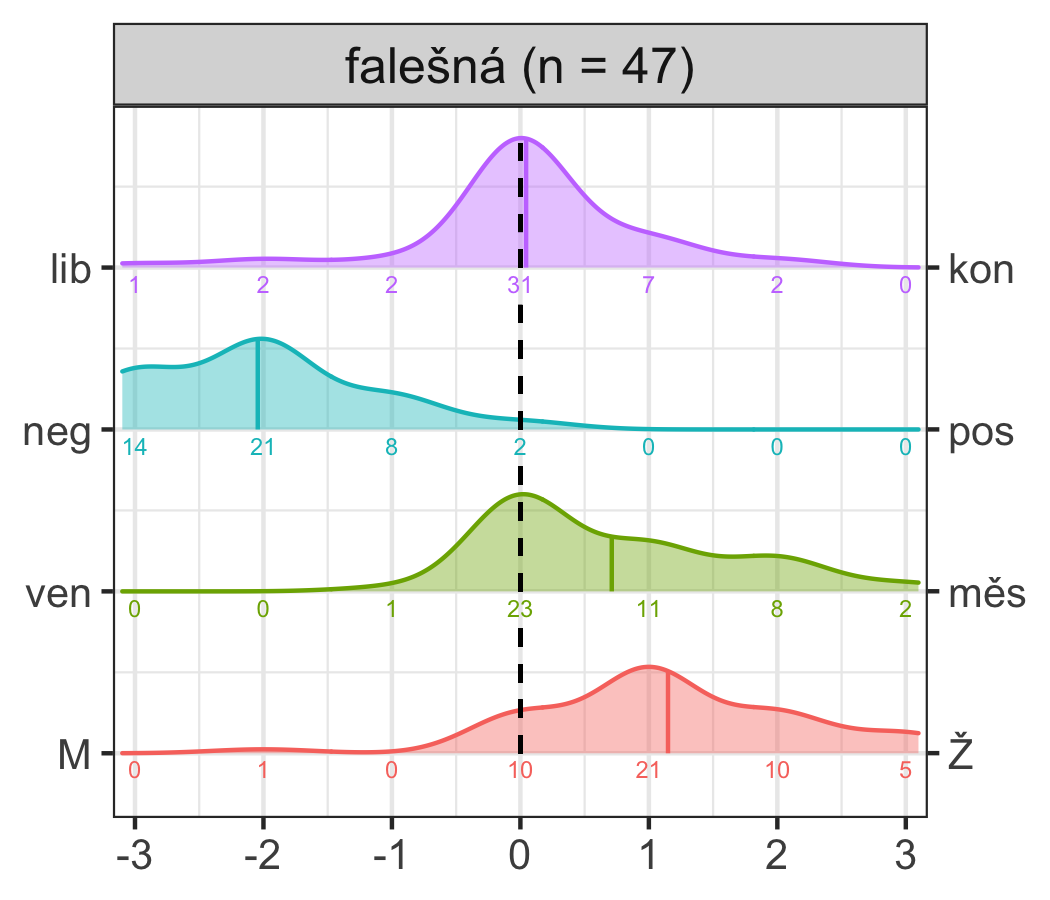 falešná (n = 47)
lib kon
1 2 2 31 7 2 0
neg pos
14 21 8 2 0 0 0
ven měs
0 0 1 23 11 8 2
M Ž
0 1 0 10 21 10 5
-3 -2 -1 0 1 2 3